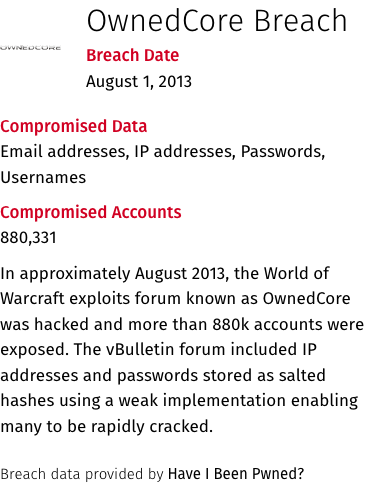 OwnedCore Breach
OWNEDCORE
Breach Date
August 1, 2013
Compromised Data
Email addresses, IP addresses, Passwords,
Usernames
Compromised Accounts
880,331
In approximately August 2013, the World of
Warcraft exploits forum known as OwnedCore
was hacked and more than 880k accounts were
exposed. The vBulletin forum included IP
addresses and passwords stored as salted
hashes using a weak implementation enabling
many to be rapidly cracked.
Breach data provided by Have I Been Pwned?